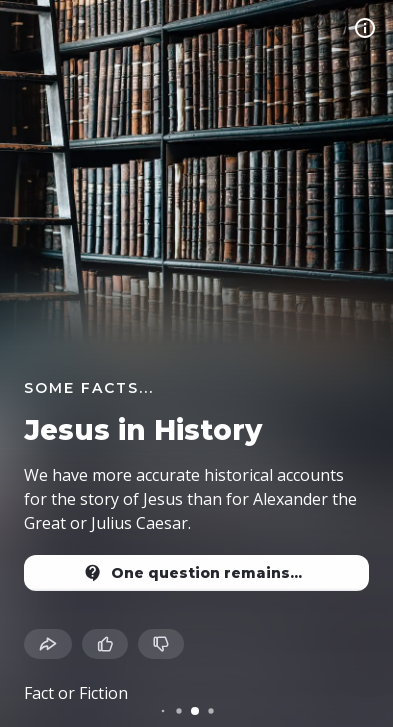 SOME FACTS...
Jesus in History
We have more accurate historical accounts
for the story of Jesus than for Alexander the
Great or Julius Caesar.
One question remains...
Fact or Fiction